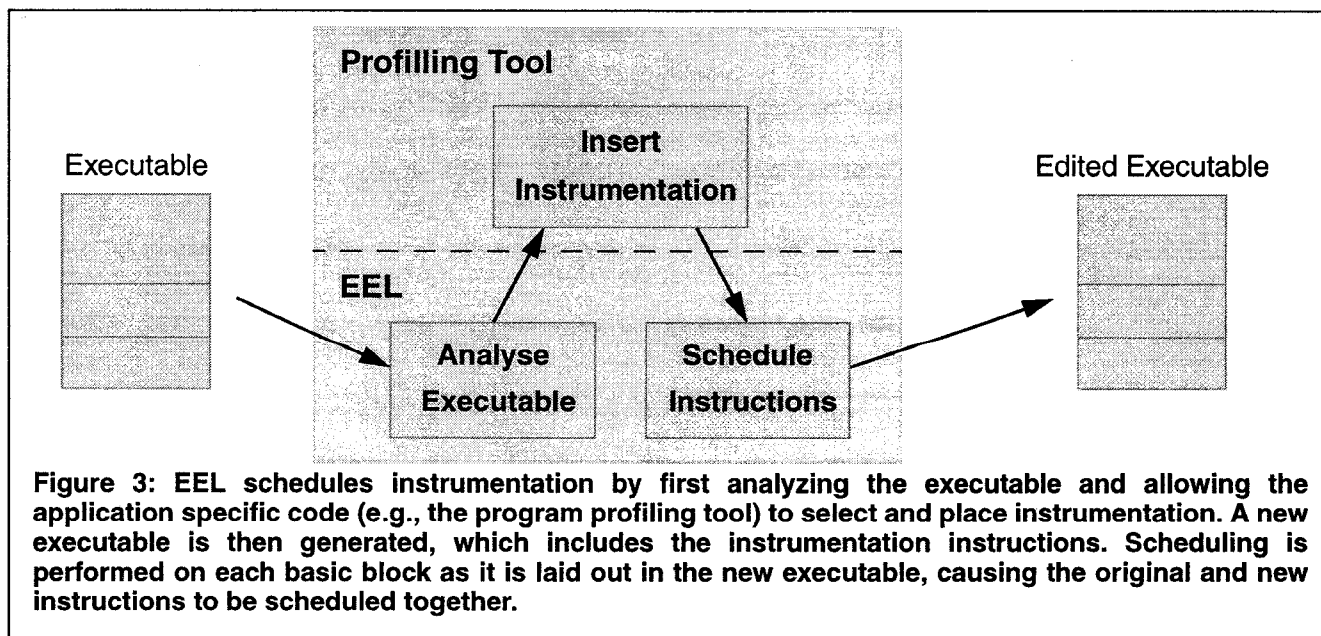 Profilling Tool
Insert
Instrumentation
Executable
Edited Executable
EEL
Analyse
Executable
Schedule
Instructions
Figure 3: EEL schedules instrumentation by first analyzing the executable and allowing the
application specific code (e.g., the program profiling tool) to select and place instrumentation. A new
executable is then generated, which includes the instrumentation instructions. Scheduling is
performed on each basic block as it is laid out in the new executable, causing the original and new
instructions to be scheduled together.